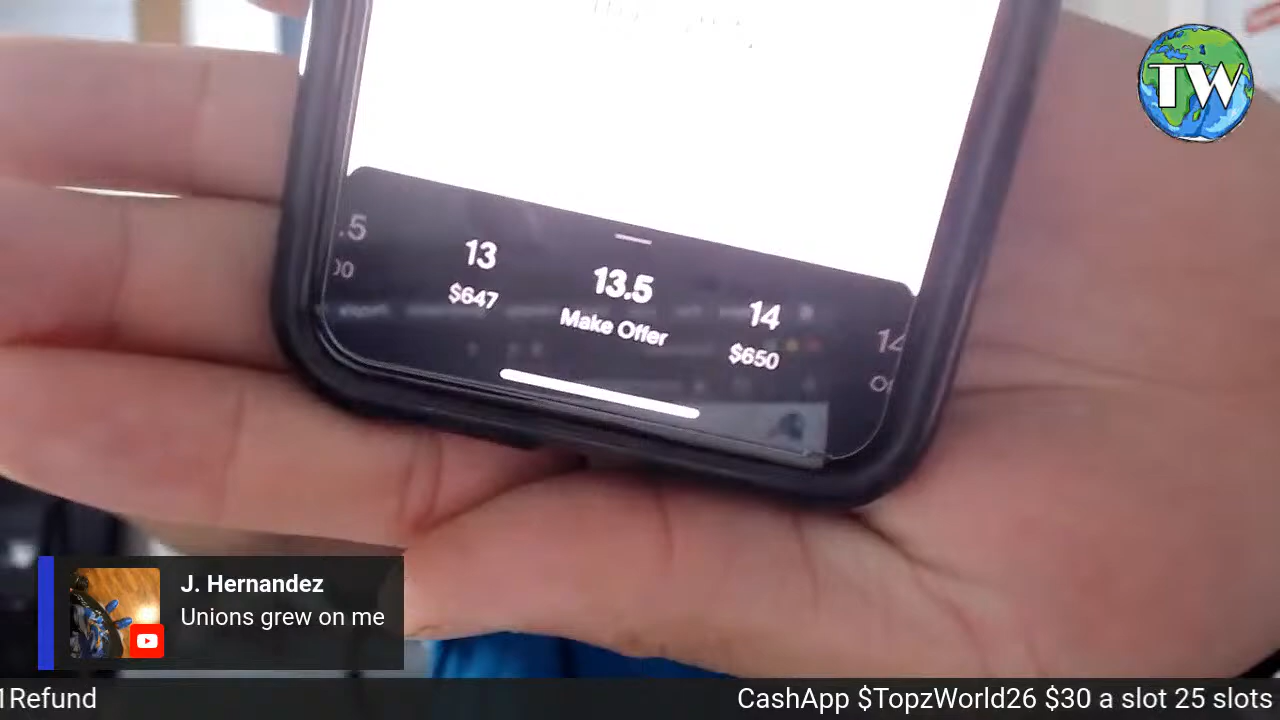 TW
.5
13
13.5
14
$647
Make Offer
$650
J. Hernandez
Unions grew on me
1Refund
CashApp $TopzWorld26 $30 a slot 25 slots